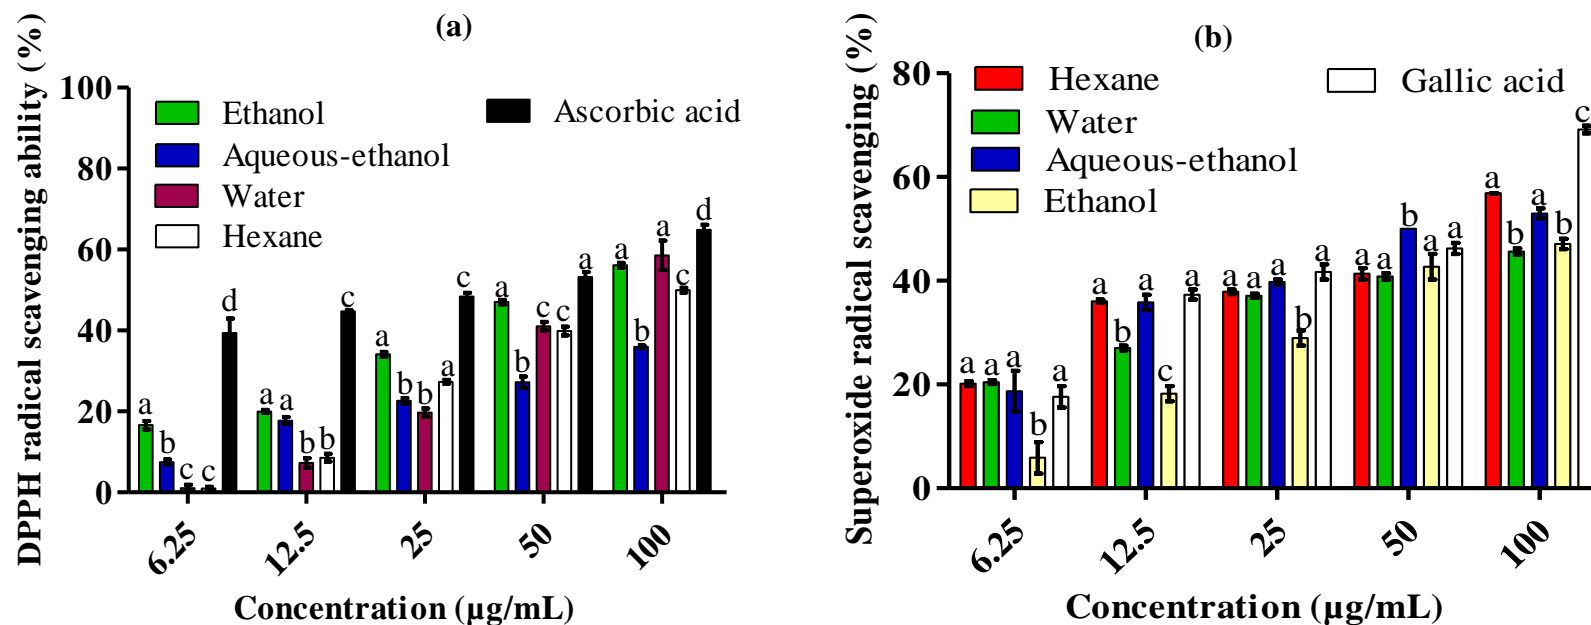 (a)
DPPH radical scavenging ability (%)
100
80
60
40
20
0
Ethanol
Aqueous-ethanol
Water
Hexane
Ascorbic acid
a b c c d
a a b b c
a b b a c
a b c c a
a b a c d
6.25 12.5 25 50 100
Concentration (µg/mL)
(b)
Superoxide radical scavenging (%)
80
60
40
20
0
Hexane
Water
Aqueous-ethanol
Ethanol
Gallic acid
a a a b a
a b a c a
a a a b a
a a b a a
a b a b c
6.25 12.5 25 50 100
Concentration (µg/mL)